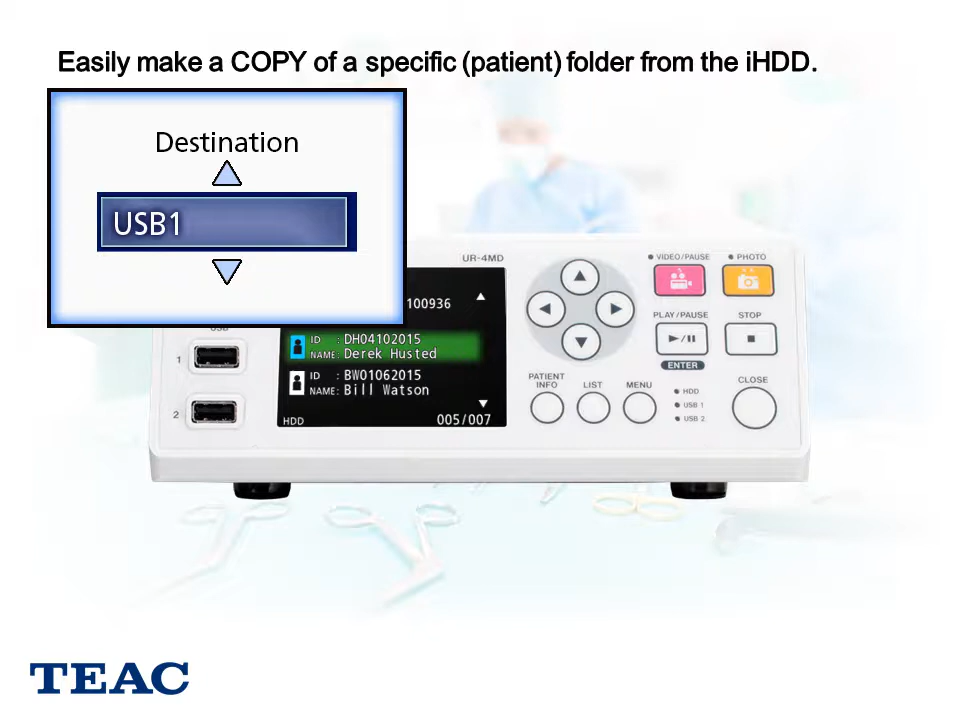 Easily make a COPY of a specific (patient) folder from the iHDD.
Destination
USB1
UR-4MD
VIDEO/PAUSE
PHOTO
100936
PLAY/PAUSE
STOP
ID : DH04102015
NAME: Derek Husted
1
ENTER
ID : BW01062015
NAME: Bill Watson
PATIENT
INFO
LIST
MENU
CLOSE
HDD
USB 1
USB 2
2
HDD
005/007
TEAC